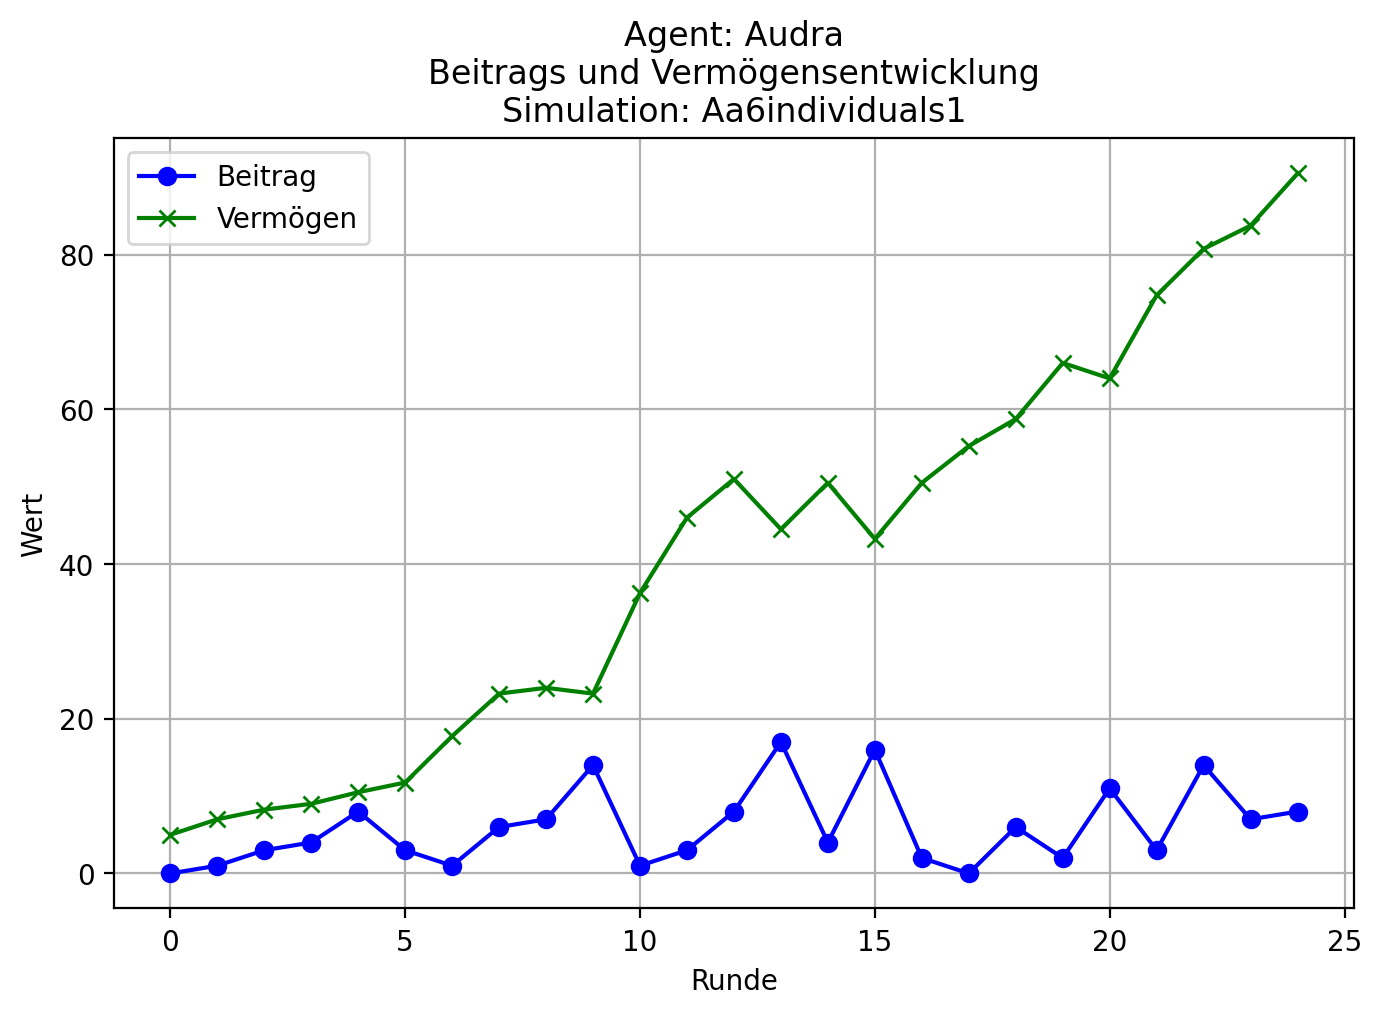 Agent: Audra
Beitrags und Vermögensentwicklung
Simulation: Aa6individuals1
Beitrag
Vermögen
80
60
40
20
0
Wert
0 5 10 15 20 25
Runde